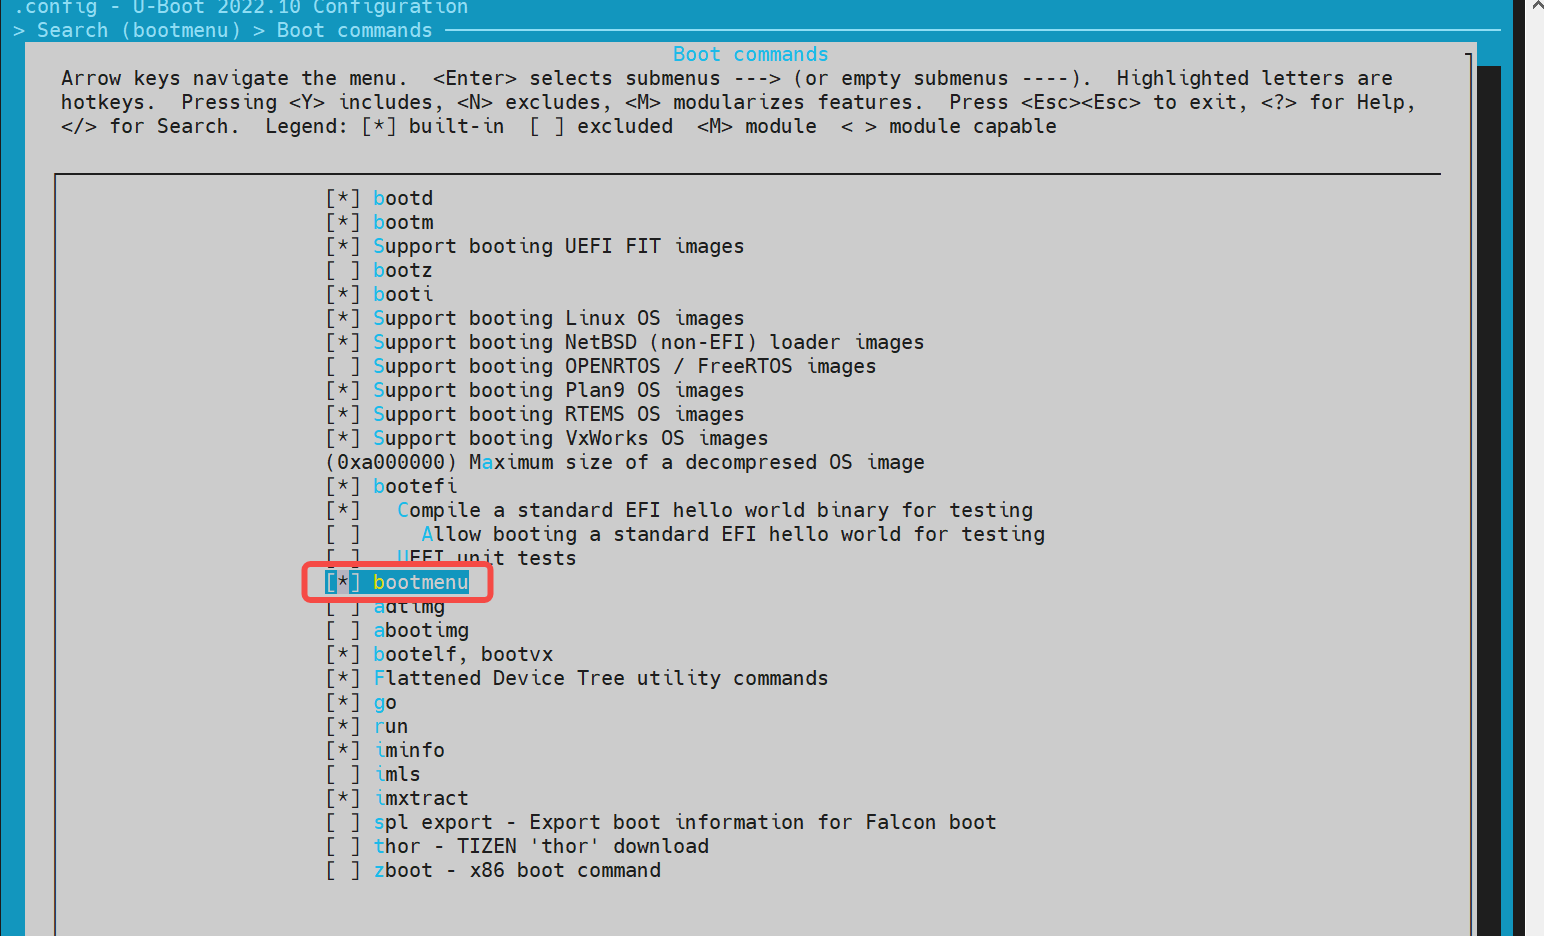 .config - U-Boot 2022.10 Configuration
> Search (bootmenu) > Boot commands
Boot commands
Arrow keys navigate the menu.  <Enter> selects submenus ---> (or empty submenus ----).  Highlighted letters are
hotkeys.  Pressing <Y> includes, <N> excludes, <M> modularizes features.  Press <Esc><Esc> to exit, <?> for Help,
</> for Search.  Legend: [*] built-in  [ ] excluded  <M> module  < > module capable
[*] bootd
[*] bootm
[*] Support booting UEFI FIT images
[ ] bootz
[*] booti
[*] Support booting Linux OS images
[*] Support booting NetBSD (non-EFI) loader images
[ ] Support booting OPENRTOS / FreeRTOS images
[*] Support booting Plan9 OS images
[*] Support booting RTEMS OS images
[*] Support booting VxWorks OS images
(0xa000000) Maximum size of a decompresed OS image
[*] bootefi
[*]   Compile a standard EFI hello world binary for testing
[ ]     Allow booting a standard EFI hello world for testing
[ ]   UEFI unit tests
[*] bootmenu
[ ] adtimg
[ ] abootimg
[*] bootelf, bootvx
[*] Flattened Device Tree utility commands
[*] go
[*] run
[*] iminfo
[ ] imls
[*] imxtract
[ ] spl export - Export boot information for Falcon boot
[ ] thor - TIZEN 'thor' download
[ ] zboot - x86 boot command